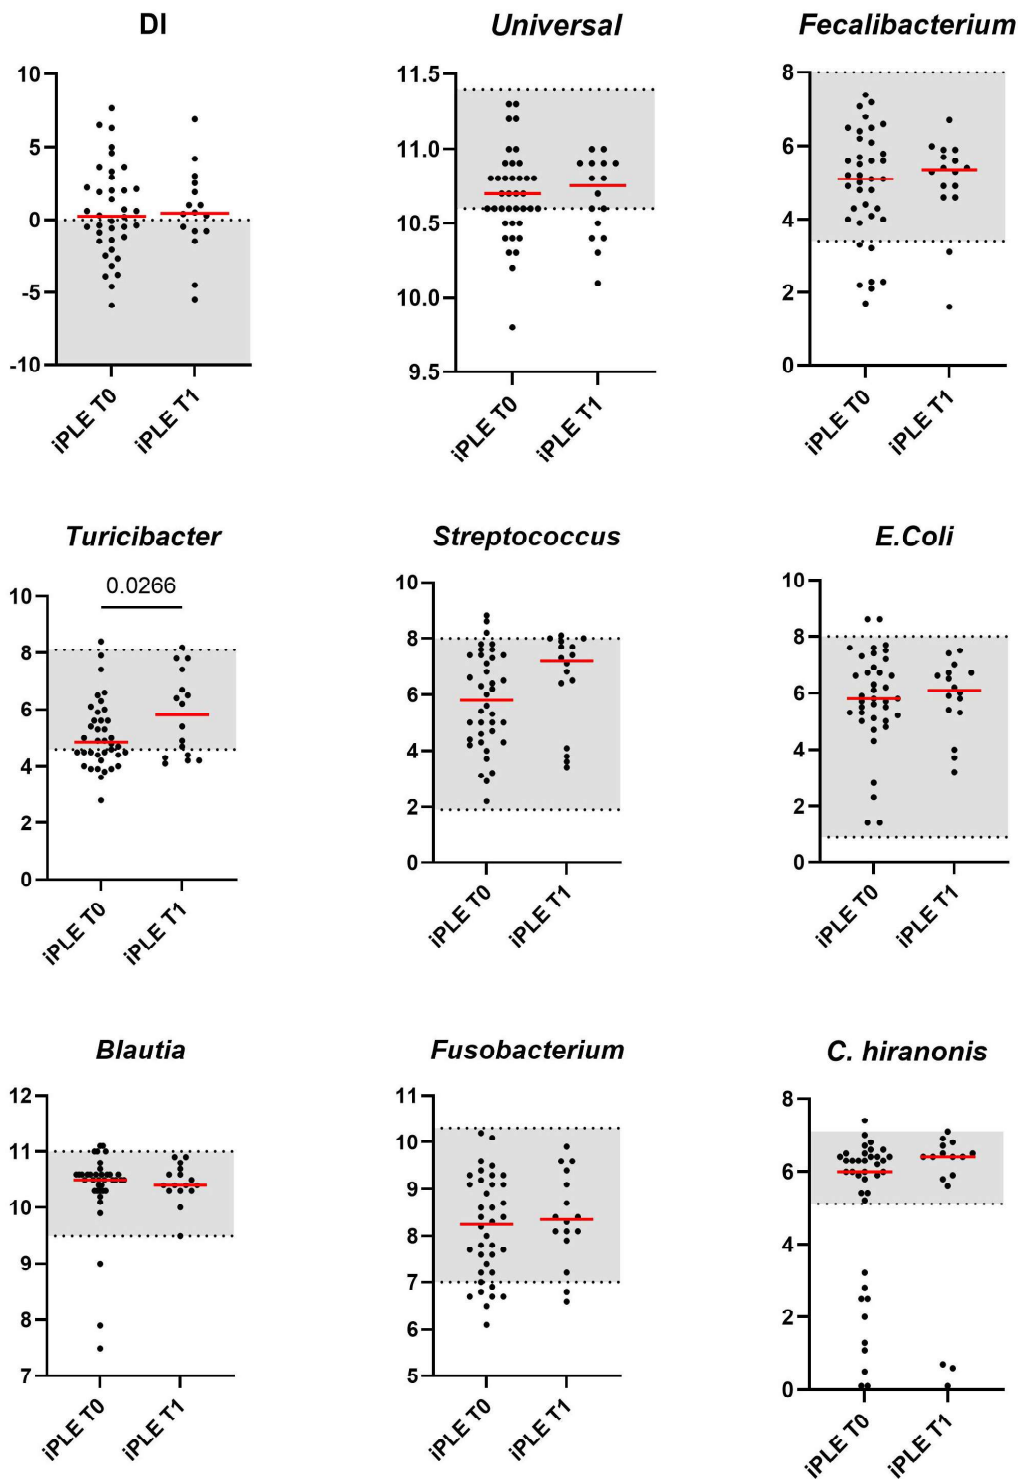 DI
Universal
Fecalibacterium
10
5
0
-5
-10
iPLE T0
iPLE T1
11.5
11.0
10.5
10.0
9.5
iPLE T0
iPLE T1
8
6
4
2
0
iPLE T0
iPLE T1
Turicibacter
Streptococcus
E.Coli
0.0266
10
8
6
4
2
0
iPLE T0
iPLE T1
10
8
6
4
2
0
iPLE T0
iPLE T1
10
8
6
4
2
0
iPLE T0
iPLE T1
Blautia
Fusobacterium
C. hiranonis
12
11
10
9
8
7
iPLE T0
iPLE T1
11
10
9
8
7
6
5
iPLE T0
iPLE T1
8
6
4
2
0
iPLE T0
iPLE T1